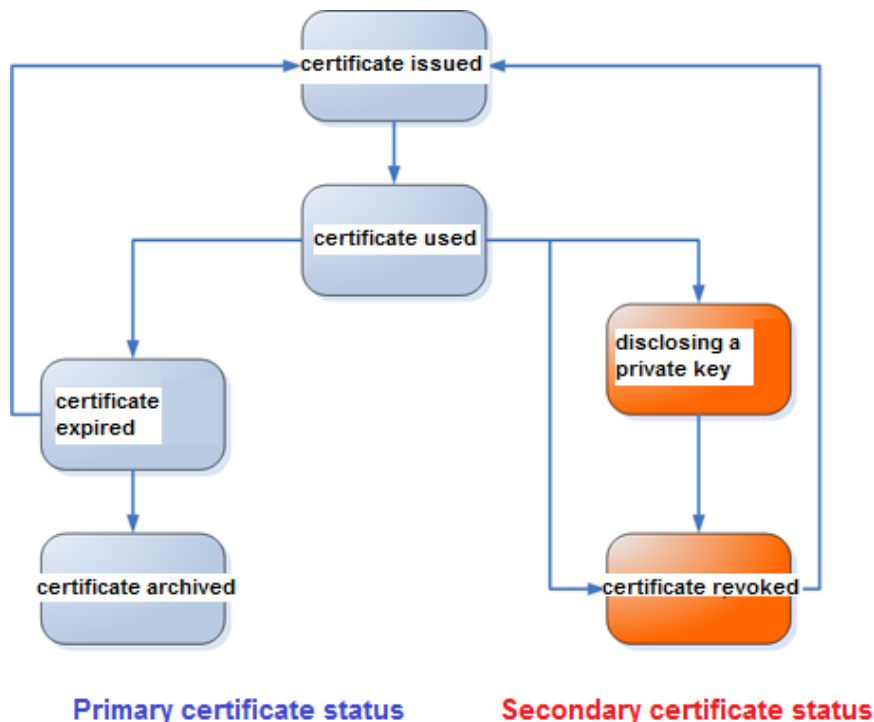 certificate issued
certificate used
disclosing a
private key
certificate
expired
certificate archived
certificate revoked
Primary certificate status
Secondary certificate status